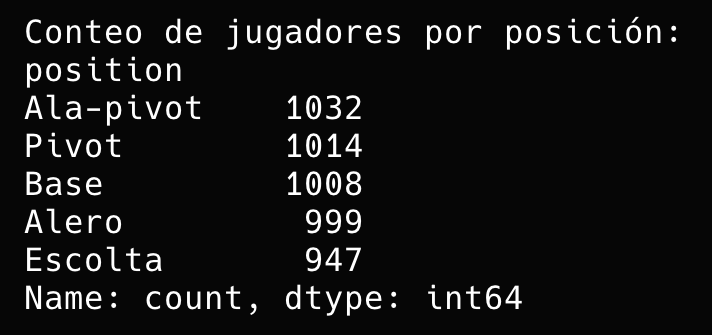 Conteo de jugadores por posición:
position
Ala-pivot    1032
Pivot        1014
Base         1008
Alero         999
Escolta       947
Name: count, dtype: int64